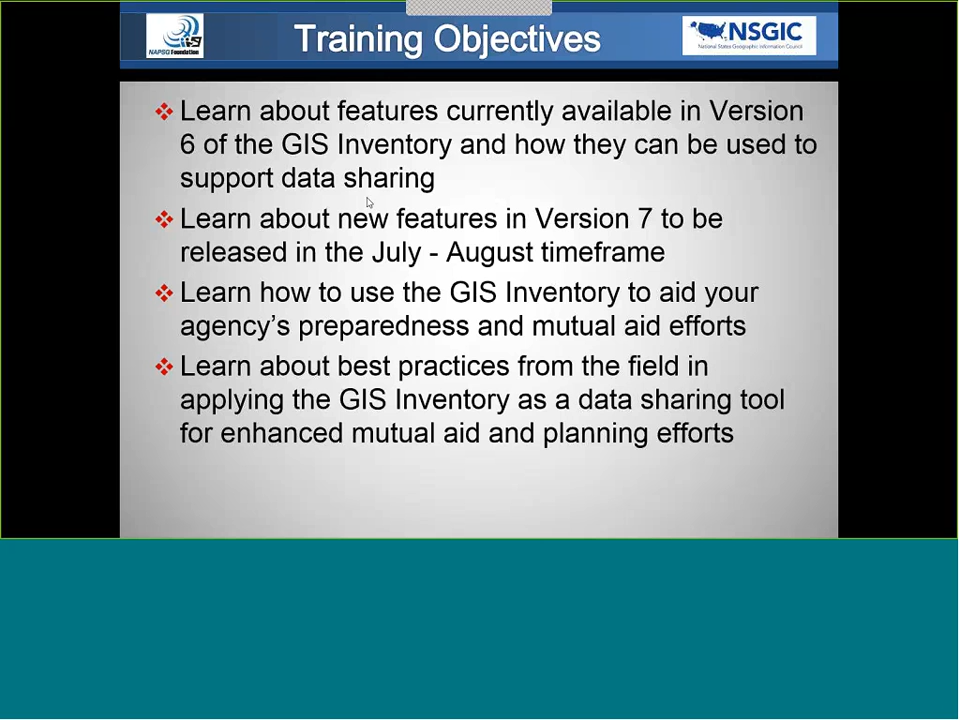 Training Objectives
NAPSG Foundation
NSGIC
National States Geographic Information Council
Learn about features currently available in Version
6 of the GIS Inventory and how they can be used to
support data sharing
Learn about new features in Version 7 to be
released in the July - August timeframe
Learn how to use the GIS Inventory to aid your
agency’s preparedness and mutual aid efforts
Learn about best practices from the field in
applying the GIS Inventory as a data sharing tool
for enhanced mutual aid and planning efforts